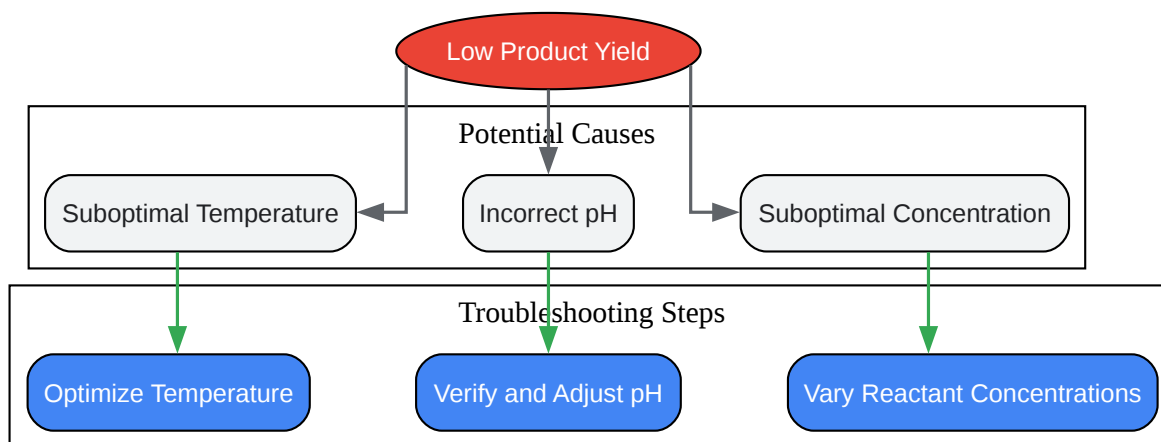 Low Product Yield
Potential Causes
Suboptimal Temperature
Incorrect pH
Suboptimal Concentration
Troubleshooting Steps
Optimize Temperature
Verify and Adjust pH
Vary Reactant Concentrations